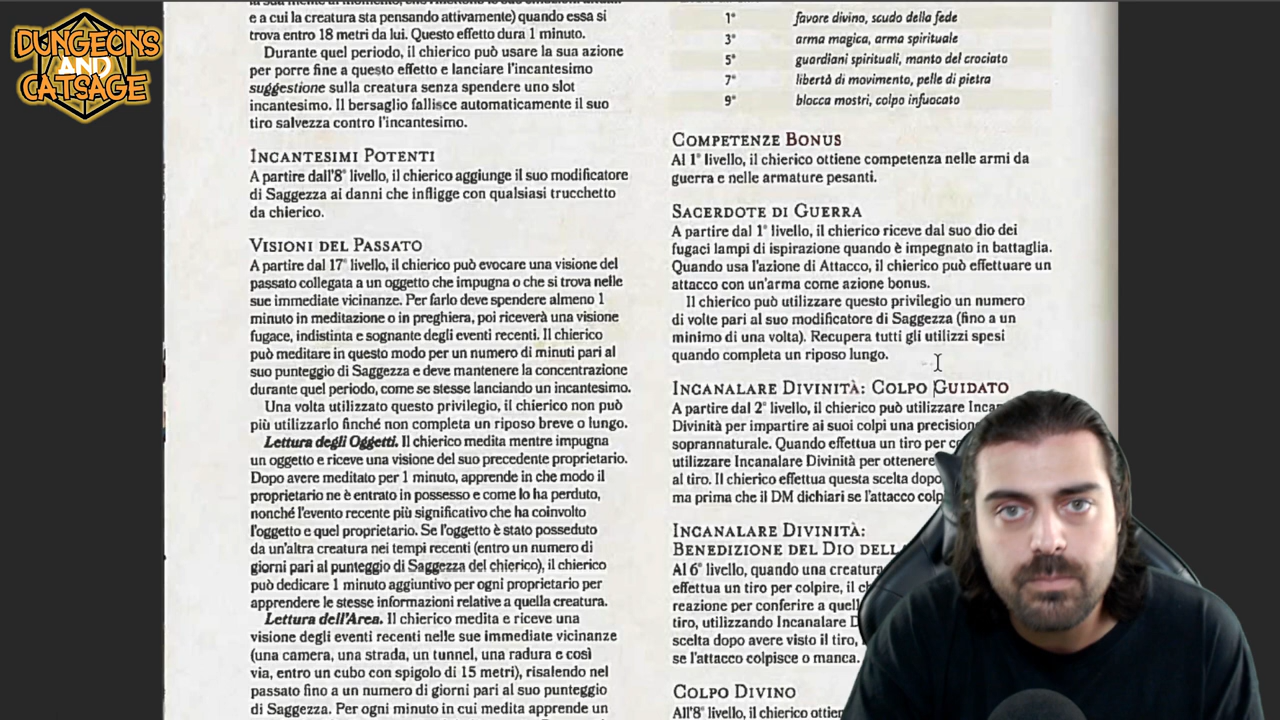 DUNGEONS
AND
CATSAGE
e a cui la creatura sta pensando attivamente) quando essa si
trova entro 18 metri da lui. Questo effetto dura 1 minuto.
Durante quel periodo, il chierico può usare la sua azione
per porre fine a questo effetto e lanciare l'incantesimo
suggestione sulla creatura senza spendere uno slot
incantesimo. Il bersaglio fallisce automaticamente il suo
tiro salvezza contro l'incantesimo.
INCANTESIMI POTENTI
A partire dall'8° livello, il chierico aggiunge il suo modificatore
di Saggezza ai danni che infligge con qualsiasi trucchetto
da chierico.
VISIONI DEL PASSATO
A partire dal 17° livello, il chierico può evocare una visione del
passato collegata a un oggetto che impugna o che si trova nelle
sue immediate vicinanze. Per farlo deve spendere almeno 1
minuto in meditazione o in preghiera, poi riceverà una visione
fugace, indistinta e sognante degli eventi recenti. Il chierico
può meditare in questo modo per un numero di minuti pari al
suo punteggio di Saggezza e deve mantenere la concentrazione
durante quel periodo, come se stesse lanciando un incantesimo.
Una volta utilizzato questo privilegio, il chierico non può
più utilizzarlo finché non completa un riposo breve o lungo.
Lettura degli Oggetti. Il chierico medita mentre impugna
un oggetto e riceve una visione del suo precedente proprietario.
Dopo avere meditato per 1 minuto, apprende in che modo il
proprietario ne è entrato in possesso e come lo ha perduto,
nonché l'evento recente più significativo che ha coinvolto
l'oggetto e quel proprietario. Se l'oggetto è stato posseduto
da un'altra creatura nei tempi recenti (entro un numero di
giorni pari al punteggio di Saggezza del chierico), il chierico
può dedicare 1 minuto aggiuntivo per ogni proprietario per
apprendere le stesse informazioni relative a quella creatura.
Lettura dell'Area. Il chierico medita e riceve una
visione degli eventi recenti nelle sue immediate vicinanze
(una camera, una strada, un tunnel, una radura e così
via, entro un cubo con spigolo di 15 metri), risalendo nel
passato fino a un numero di giorni pari al suo punteggio
di Saggezza. Per ogni minuto in cui medita apprende un
1° favore divino, scudo della fede
3° arma magica, arma spirituale
5° guardiani spirituali, manto del crociato
7° libertà di movimento, pelle di pietra
9° blocca mostri, colpo infuocato
COMPETENZE BONUS
Al 1° livello, il chierico ottiene competenza nelle armi da
guerra e nelle armature pesanti.
SACERDOTE DI GUERRA
A partire dal 1° livello, il chierico riceve dal suo dio dei
fugaci lampi di ispirazione quando è impegnato in battaglia.
Quando usa l'azione di Attacco, il chierico può effettuare un
attacco con un'arma come azione bonus.
Il chierico può utilizzare questo privilegio un numero
di volte pari al suo modificatore di Saggezza (fino a un
minimo di una volta). Recupera tutti gli utilizzi spesi
quando completa un riposo lungo.
INCANALARE DIVINITÀ: COLPO GUIDATO
A partire dal 2° livello, il chierico può utilizzare Incan
Divinità per impartire ai suoi colpi una precisione
soprannaturale. Quando effettua un tiro per co
utilizzare Incanalare Divinità per ottenere
al tiro. Il chierico effettua questa scelta dopo
ma prima che il DM dichiari se l'attacco colp
INCANALARE DIVINITÀ:
BENEDIZIONE DEL DIO DELL
Al 6° livello, quando una creatura
effettua un tiro per colpire, il ch
reazione per conferire a quell
tiro, utilizzando Incanalare D
scelta dopo avere visto il tiro,
se l'attacco colpisce o manca.
COLPO DIVINO
All'8° livello, il chierico ottien